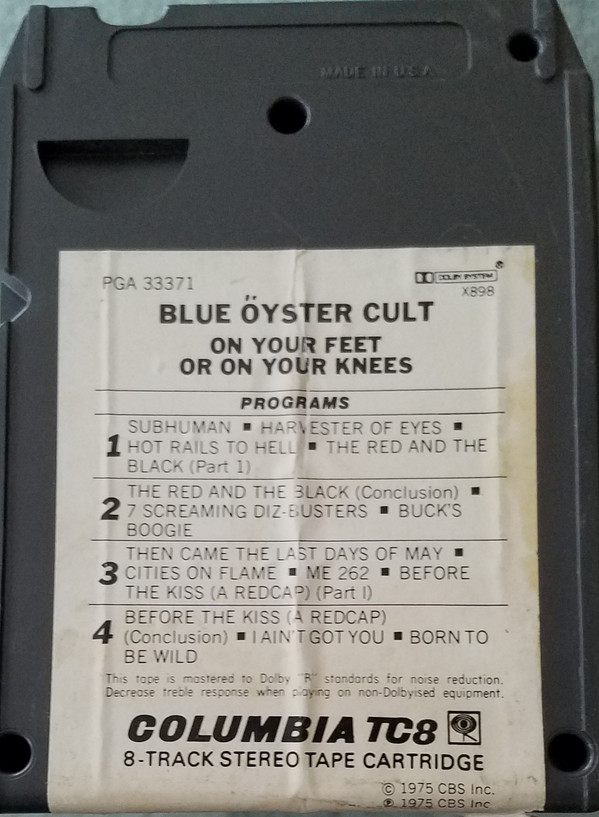 MADE IN U.S.A.
PGA 33371
DOLBY SYSTEM ®
X898
BLUE ÖYSTER CULT
ON YOUR FEET
OR ON YOUR KNEES
PROGRAMS
1 SUBHUMAN ■ HARVESTER OF EYES ■
HOT RAILS TO HELL ■ THE RED AND THE
BLACK (Part 1)
2 THE RED AND THE BLACK (Conclusion) ■
7 SCREAMING DIZ-BUSTERS ■ BUCK'S
BOOGIE
3 THEN CAME THE LAST DAYS OF MAY ■
CITIES ON FLAME ■ ME 262 ■ BEFORE
THE KISS (A REDCAP) (Part I)
4 BEFORE THE KISS (A REDCAP)
(Conclusion) ■ I AIN'T GOT YOU ■ BORN TO
BE WILD
This tape is mastered to Dolby "B" standards for noise reduction.
Decrease treble response when playing on non-Dolbyised equipment.
COLUMBIA TC8
8-TRACK STEREO TAPE CARTRIDGE
© 1975 CBS Inc.
℗ 1975 CBS Inc